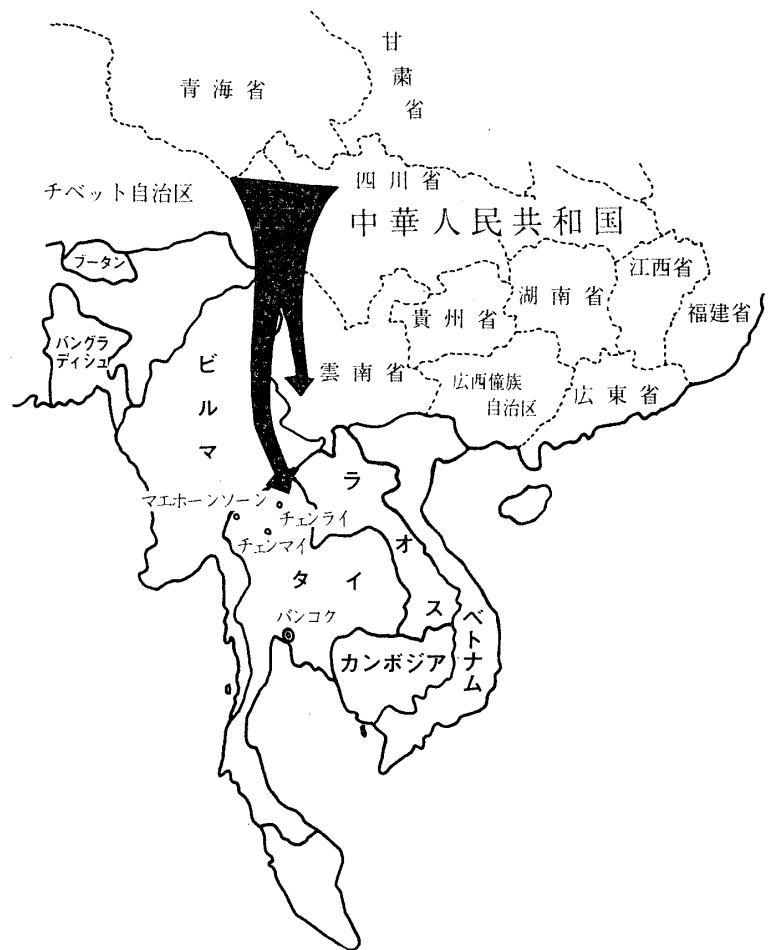 甘肅省
青海省
四川省
チベット自治区
中華人民共和国
ブータン
江西省
湖南省
福建省
貴州省
バングラ
ディシュ
ビルマ
雲南省
広西僮族
自治区
広東省
ラオス
マエホーンソーン
チェンライ
チェンマイ
タイ
バンコク
ベトナム
カンボジア